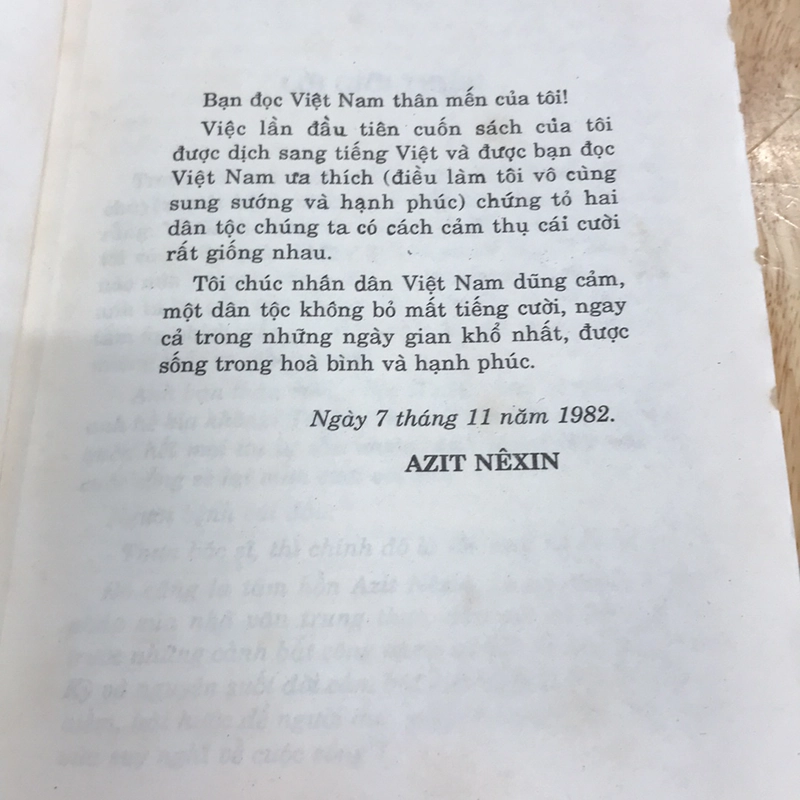 Bạn đọc Việt Nam thân mến của tôi!
Việc lần đầu tiên cuốn sách của tôi
được dịch sang tiếng Việt và được bạn đọc
Việt Nam ưa thích (điều làm tôi vô cùng
sung sướng và hạnh phúc) chứng tỏ hai
dân tộc chúng ta có cách cảm thụ cái cười
rất giống nhau.
Tôi chúc nhân dân Việt Nam dũng cảm,
một dân tộc không bỏ mất tiếng cười, ngay
cả trong những ngày gian khổ nhất, được
sống trong hoà bình và hạnh phúc.
Ngày 7 tháng 11 năm 1982.
AZIT NÊXIN